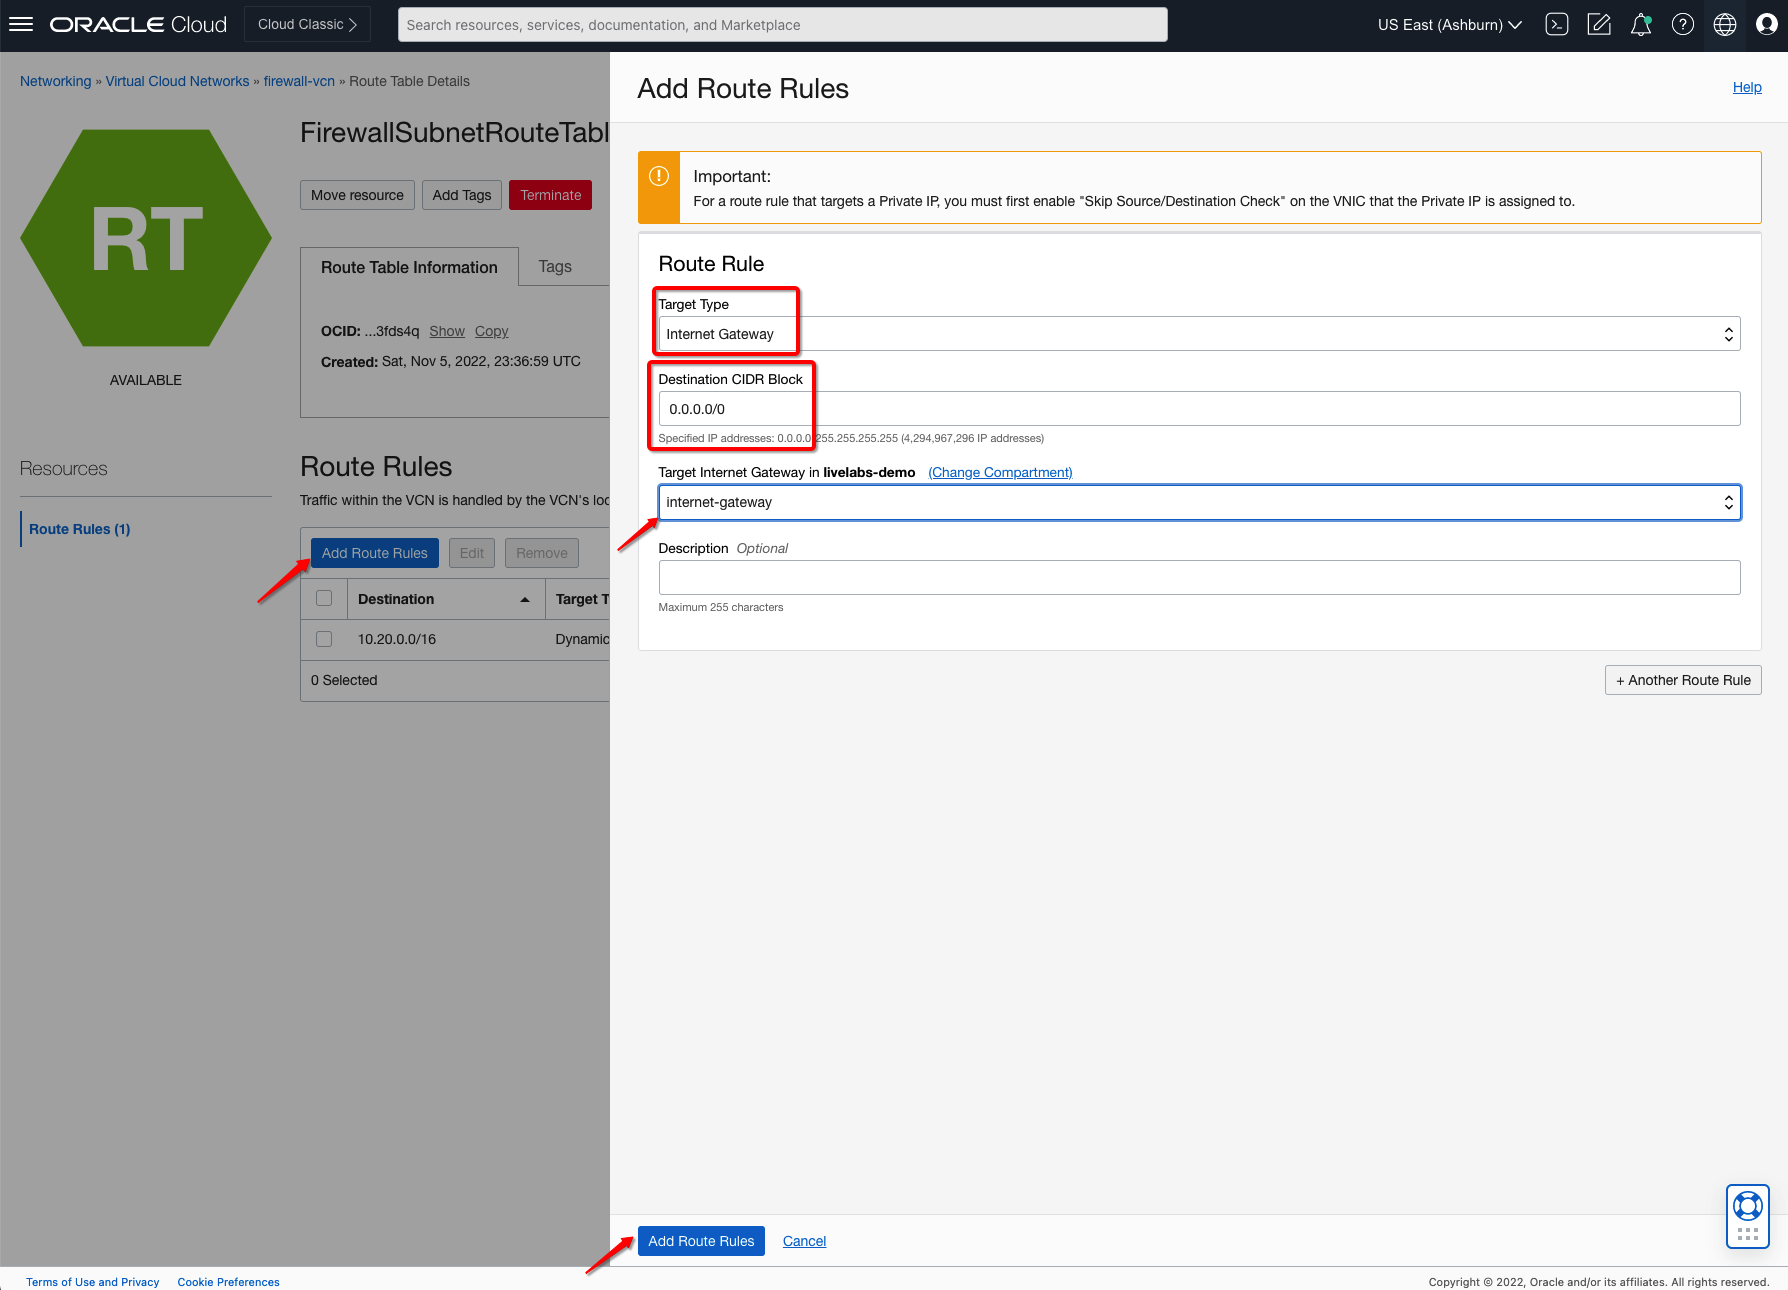 ORACLE Cloud
Cloud Classic
Search resources, services, documentation, and Marketplace
US East (Ashburn)
Networking » Virtual Cloud Networks » firewall-vcn » Route Table Details
RT
AVAILABLE
FirewallSubnetRouteTabl
Move resource
Add Tags
Terminate
Route Table Information
Tags
OCID: ...3fds4q Show Copy
Created: Sat, Nov 5, 2022, 23:36:59 UTC
Resources
Route Rules (1)
Route Rules
Traffic within the VCN is handled by the VCN's loc
Add Route Rules
Edit
Remove
Destination
Target T
10.20.0.0/16
Dynamic
0 Selected
Add Route Rules
Help
Important:
For a route rule that targets a Private IP, you must first enable "Skip Source/Destination Check" on the VNIC that the Private IP is assigned to.
Route Rule
Target Type
Internet Gateway
Destination CIDR Block
0.0.0.0/0
Specified IP addresses: 0.0.0.0 255.255.255.255 (4,294,967,296 IP addresses)
Target Internet Gateway in livelabs-demo (Change Compartment)
internet-gateway
Description Optional
Maximum 255 characters
+ Another Route Rule
Add Route Rules
Cancel
Terms of Use and Privacy
Cookie Preferences
Copyright © 2022, Oracle and/or its affiliates. All rights reserved.